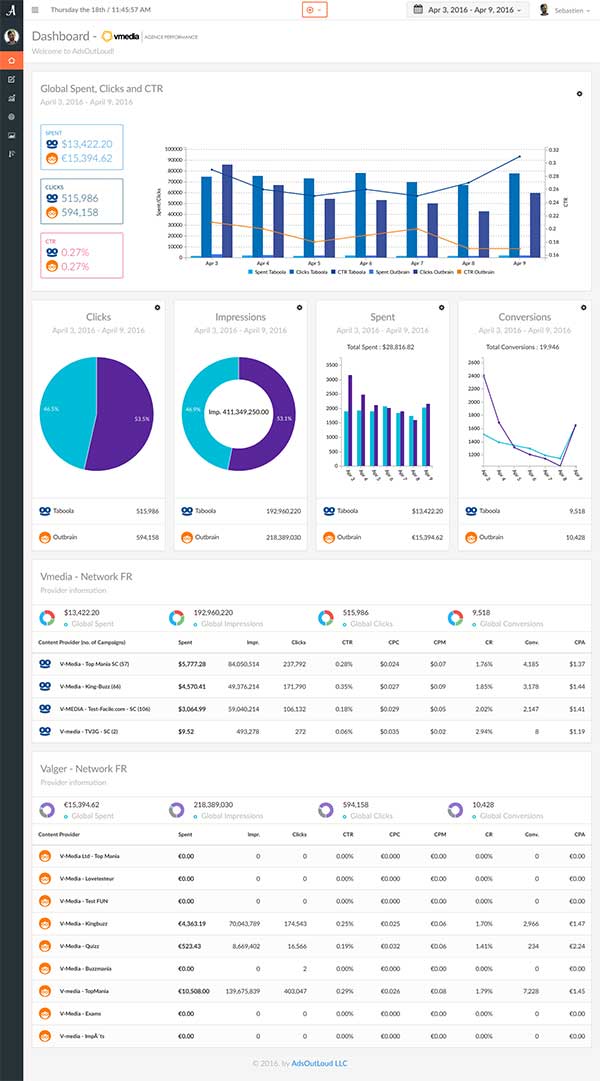 A
Thursday the 18th / 11:45:57 AM
Apr 3, 2016 - Apr 9, 2016
Sebastien
Dashboard - vmedia | AGENCE PERFORMANCE
Welcome to AdsOutLoud!
Global Spent, Clicks and CTR
April 3, 2016 - April 9, 2016
SPENT
$13,422.20
€15,394.62
CLICKS
515,986
594,158
CTR
0.27%
0.27%
Spent/Clicks
100000
90000
80000
70000
60000
50000
40000
30000
20000
10000
0
0.32
0.3
0.28
0.26
0.24
0.22
0.2
0.18
0.16
CTR
Apr 3 Apr 4 Apr 5 Apr 6 Apr 7 Apr 8 Apr 9
Spent Taboola Clicks Taboola CTR Taboola Spent Outbrain Clicks Outbrain CTR Outbrain
Clicks
April 3, 2016 - April 9, 2016
46.5%
53.5%
Taboola 515,986
Outbrain 594,158
Impressions
April 3, 2016 - April 9, 2016
46.9%
Imp. 411,349,250.00
53.1%
Taboola 192,960,220
Outbrain 218,389,030
Spent
April 3, 2016 - April 9, 2016
Total Spent : $28,816.82
3500
3000
2500
2000
1500
1000
500
0
Apr 3 Apr 4 Apr 5 Apr 6 Apr 7 Apr 8 Apr 9
Taboola $13,422.20
Outbrain €15,394.62
Conversions
April 3, 2016 - April 9, 2016
Total Conversions : 19,946
2600
2400
2200
2000
1800
1600
1400
1200
1000
Apr 3 Apr 4 Apr 5 Apr 6 Apr 7 Apr 8 Apr 9
Taboola 9,518
Outbrain 10,428
Vmedia - Network FR
Provider information
$13,422.20 192,960,220 515,986 9,518
Global Spent Global Impressions Global Clicks Global Conversions
Content Provider (no. of Campaigns) Spent Impr. Clicks CTR CPC CPM CR Conv. CPA
V-Media - Top Mania SC (57) $5,777.28 84,050,514 237,792 0.28% $0.024 $0.07 1.76% 4,185 $1.37
V-Media - King-Buzz (66) $4,570.41 49,376,214 171,790 0.35% $0.027 $0.09 1.85% 3,178 $1.44
V-MEDIA - Test-Facile.com - SC (106) $3,064.99 59,040,214 106,132 0.18% $0.029 $0.05 2.02% 2,147 $1.41
V-media - TV3G - SC (2) $9.52 493,278 272 0.06% $0.035 $0.02 2.94% 8 $1.19
Valger - Network FR
Provider information
€15,394.62 218,389,030 594,158 10,428
Global Spent Global Impressions Global Clicks Global Conversions
Content Provider Spent Impr. Clicks CTR CPC CPM CR Conv. CPA
V-Media Ltd - Top Mania €0.00 0 0 0.00% €0.000 €0.00 0.00% 0 €0.00
V-Media - Lovetesteur €0.00 0 0 0.00% €0.000 €0.00 0.00% 0 €0.00
V-Media - Test FUN €0.00 0 0 0.00% €0.000 €0.00 0.00% 0 €0.00
V-Media - Kingbuzz €4,363.19 70,043,789 174,543 0.25% €0.025 €0.06 1.70% 2,966 €1.47
V-Media - Quizz €523.43 8,669,402 16,566 0.19% €0.032 €0.06 1.41% 234 €2.24
V-Media - Buzzmania €0.00 0 2 0.00% €0.000 €0.00 0.00% 0 €0.00
V-media - TopMania €10,508.00 139,675,839 403,047 0.29% €0.026 €0.08 1.79% 7,228 €1.45
V-Media - Exams €0.00 0 0 0.00% €0.000 €0.00 0.00% 0 €0.00
V-media - ImpÃ´ts €0.00 0 0 0.00% €0.000 €0.00 0.00% 0 €0.00
© 2016. by AdsOutLoud LLC